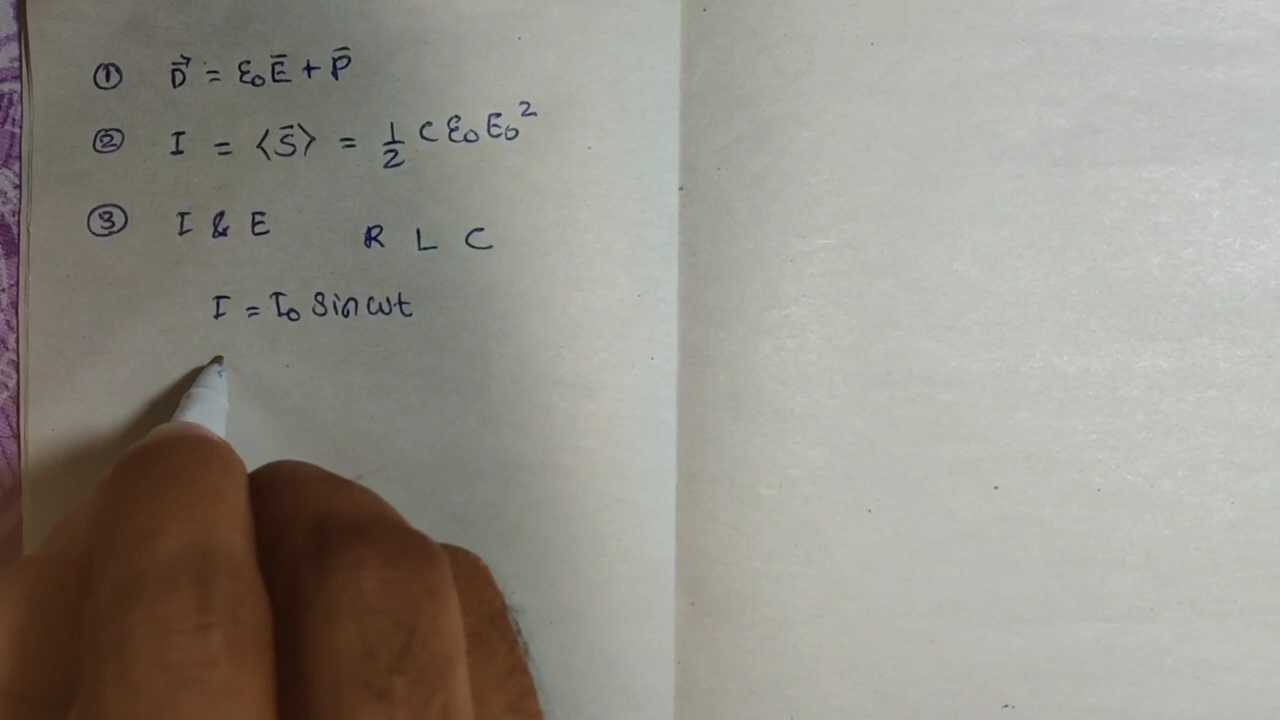 ① D⃗ = ε₀E̅ + P̅
② I = ⟨S̅⟩ = 1/2 C ε₀ E₀²
③ I & E R L C
I = I₀ Sin ωt